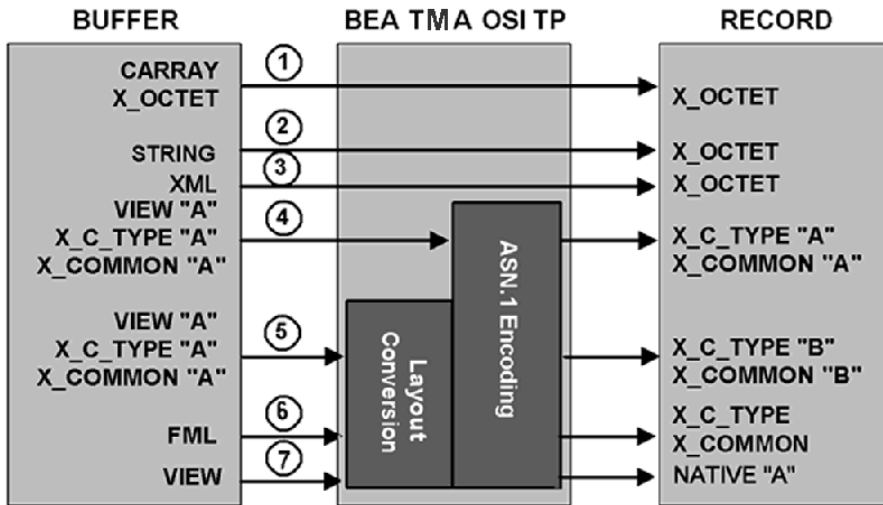 BUFFER
BEA TMA OSI TP
RECORD
CARRAY
X_OCTET
1
X_OCTET
STRING
2
X_OCTET
XML
3
X_OCTET
VIEW "A"
X_C_TYPE "A"
X_COMMON "A"
4
X_C_TYPE "A"
X_COMMON "A"
VIEW "A"
X_C_TYPE "A"
X_COMMON "A"
5
Layout
Conversion
ASN.1 Encoding
X_C_TYPE "B"
X_COMMON "B"
FML
6
X_C_TYPE
X_COMMON
VIEW
7
NATIVE "A"